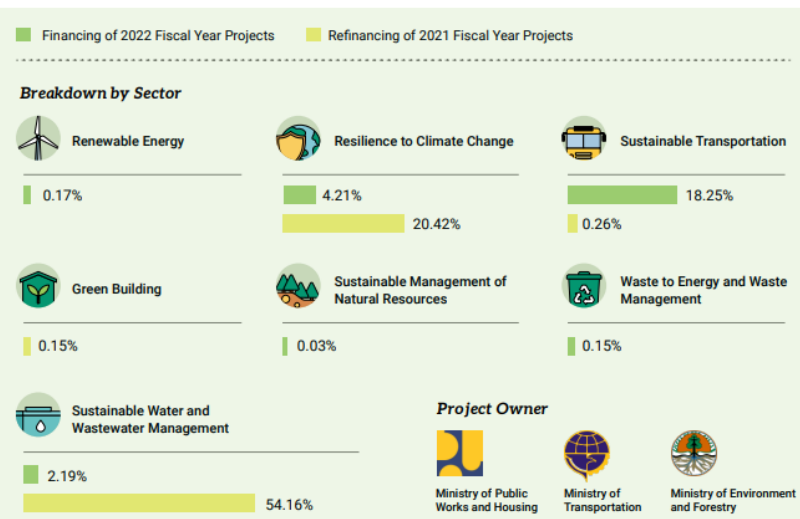 Financing of 2022 Fiscal Year Projects
Refinancing of 2021 Fiscal Year Projects
Breakdown by Sector
Renewable Energy
0.17%
Resilience to Climate Change
4.21%
20.42%
Sustainable Transportation
18.25%
0.26%
Green Building
0.15%
Sustainable Management of
Natural Resources
0.03%
Waste to Energy and Waste
Management
0.15%
Sustainable Water and
Wastewater Management
2.19%
54.16%
Project Owner
Ministry of Public
Works and Housing
Ministry of
Transportation
Ministry of Environment
and Forestry